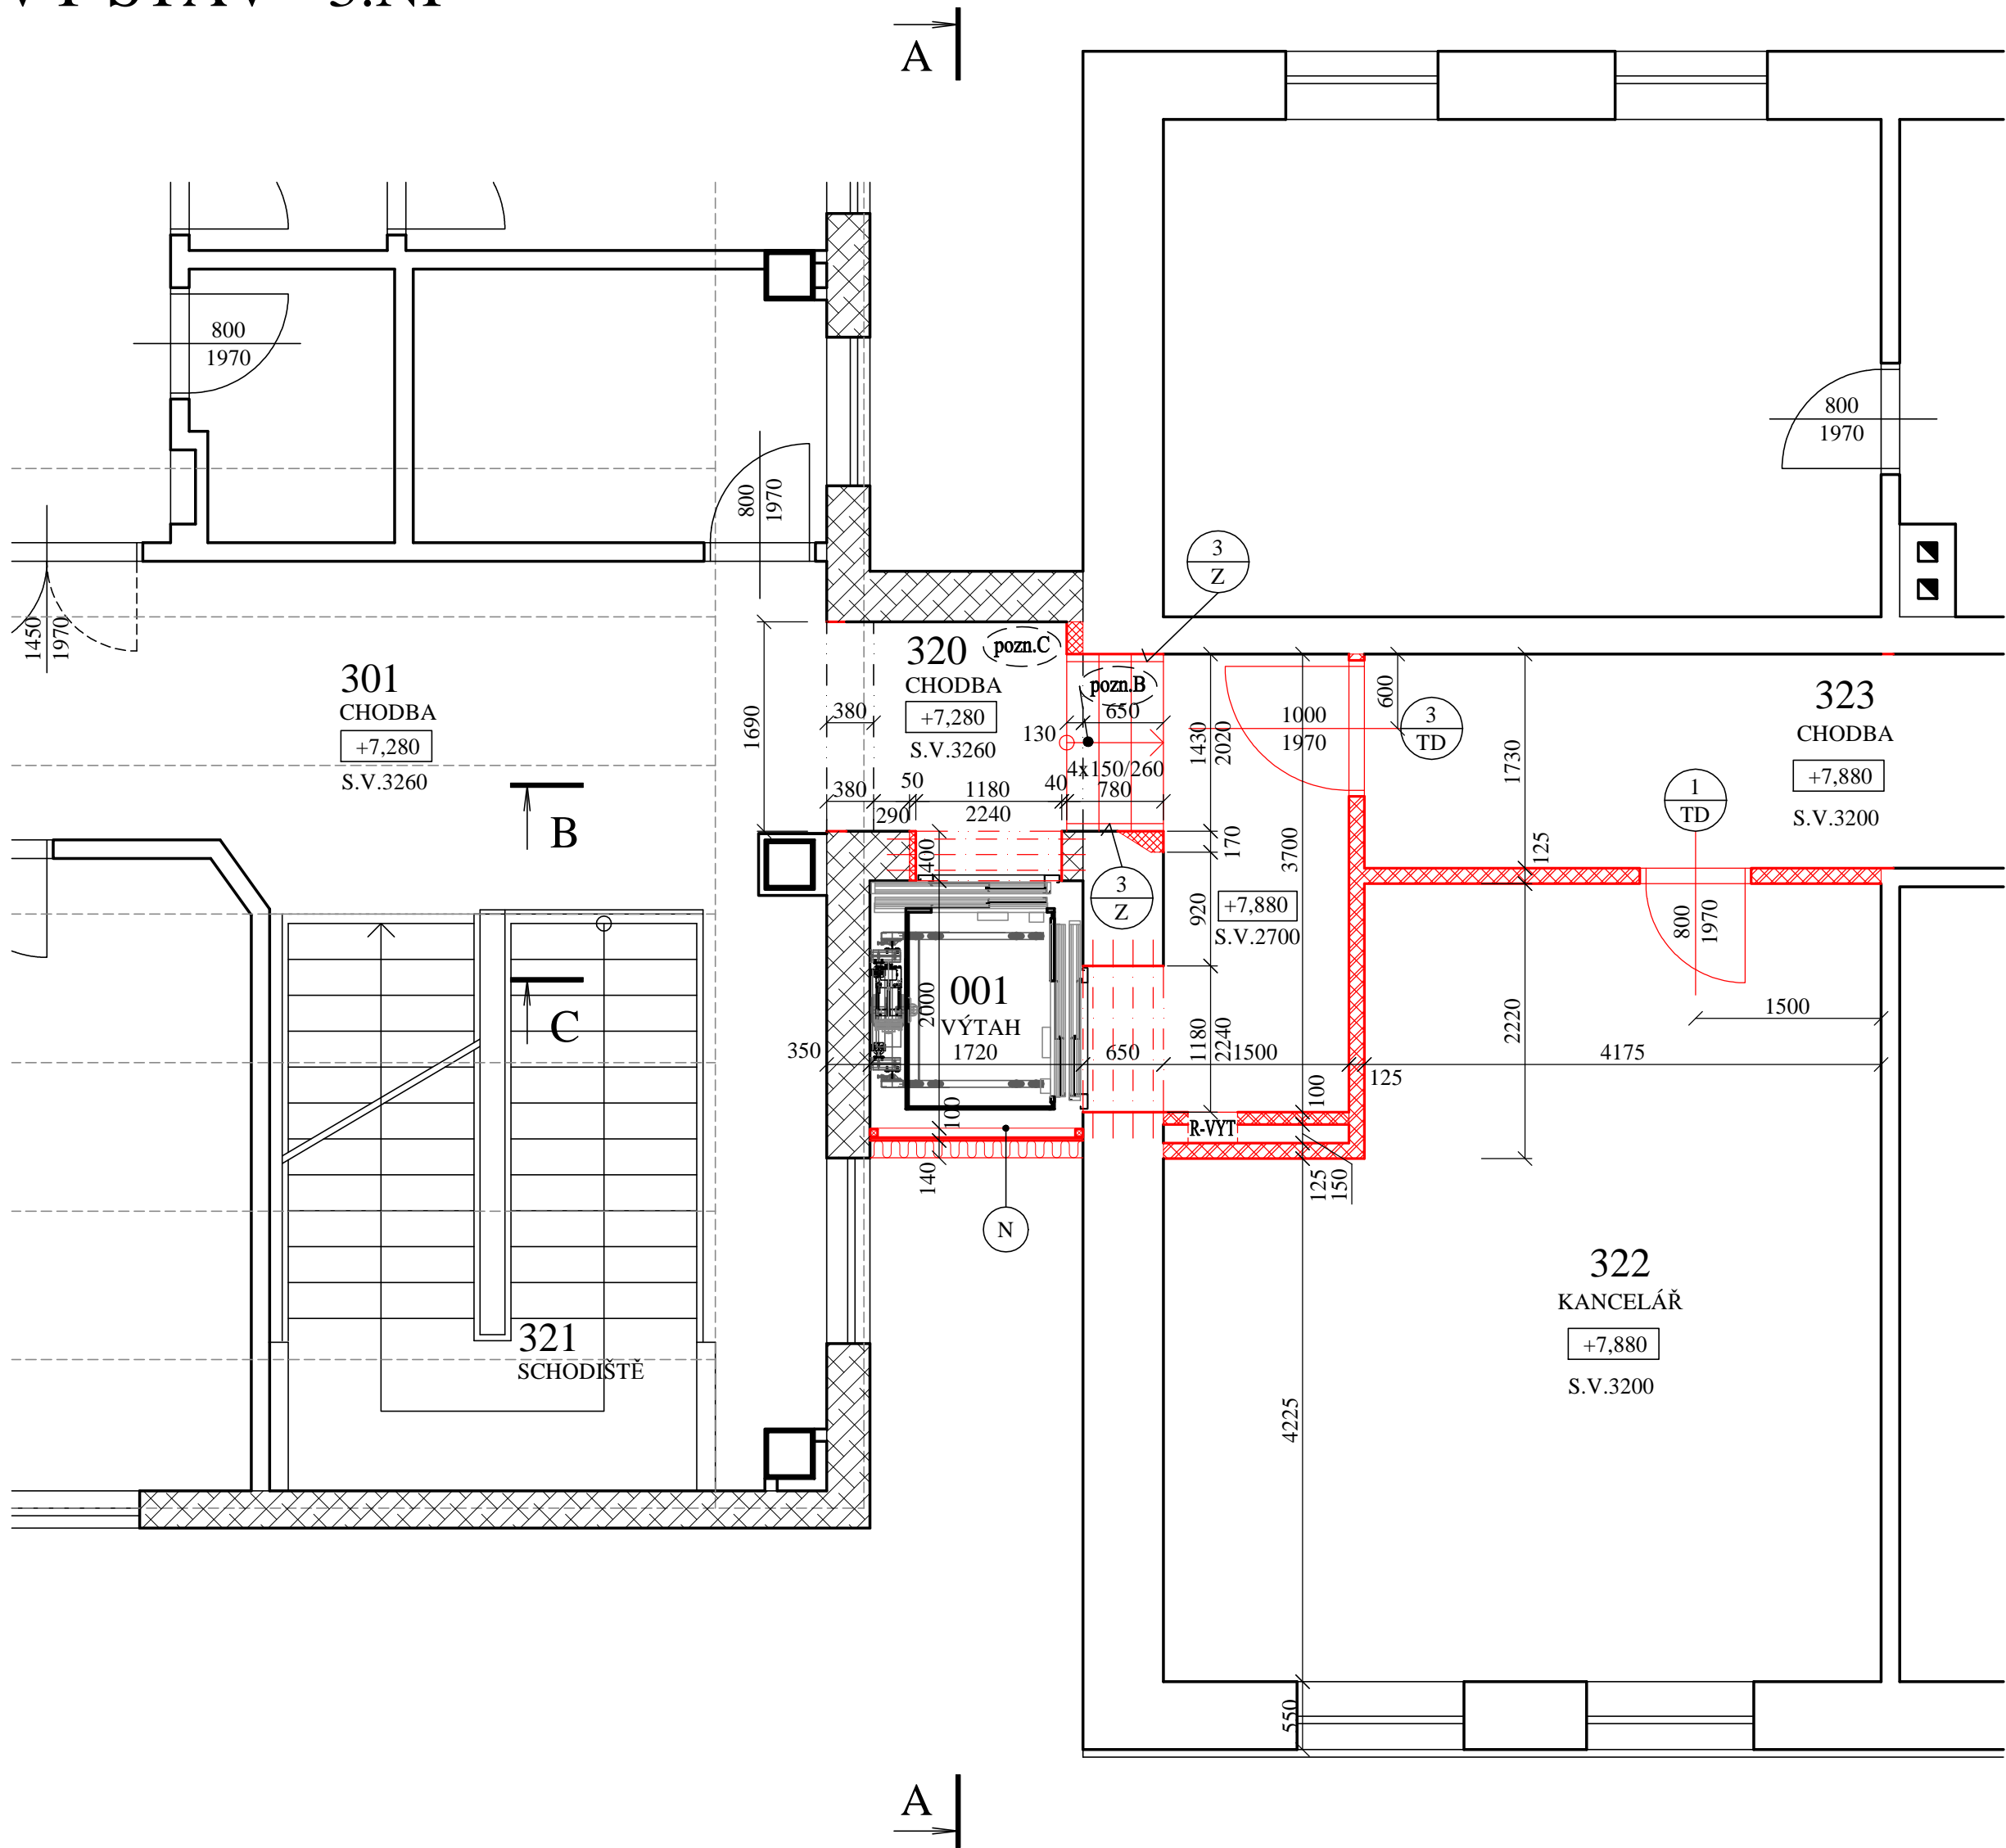 A
800
1970
800
1970
800
1970
1450
1970
3
Z
301
CHODBA
+7,280
S.V.3260
1690
320
CHODBA
+7,280
S.V.3260
pozn.C
pozn.B
380
650
130
4x150/260
380
50
1180
40
780
290
2240
1430
2020
1000
1970
600
3
TD
1730
323
CHODBA
+7,880
S.V.3200
1
TD
125
B
400
170
3700
3
Z
920
+7,880
S.V.2700
800
1970
C
001
VÝTAH
2000
1500
2220
350
1720
650
1180
2240
1500
125
4175
100
100
R-VYT
140
125
150
N
322
KANCELÁŘ
+7,880
S.V.3200
321
SCHODIŠTĚ
4225
550
A